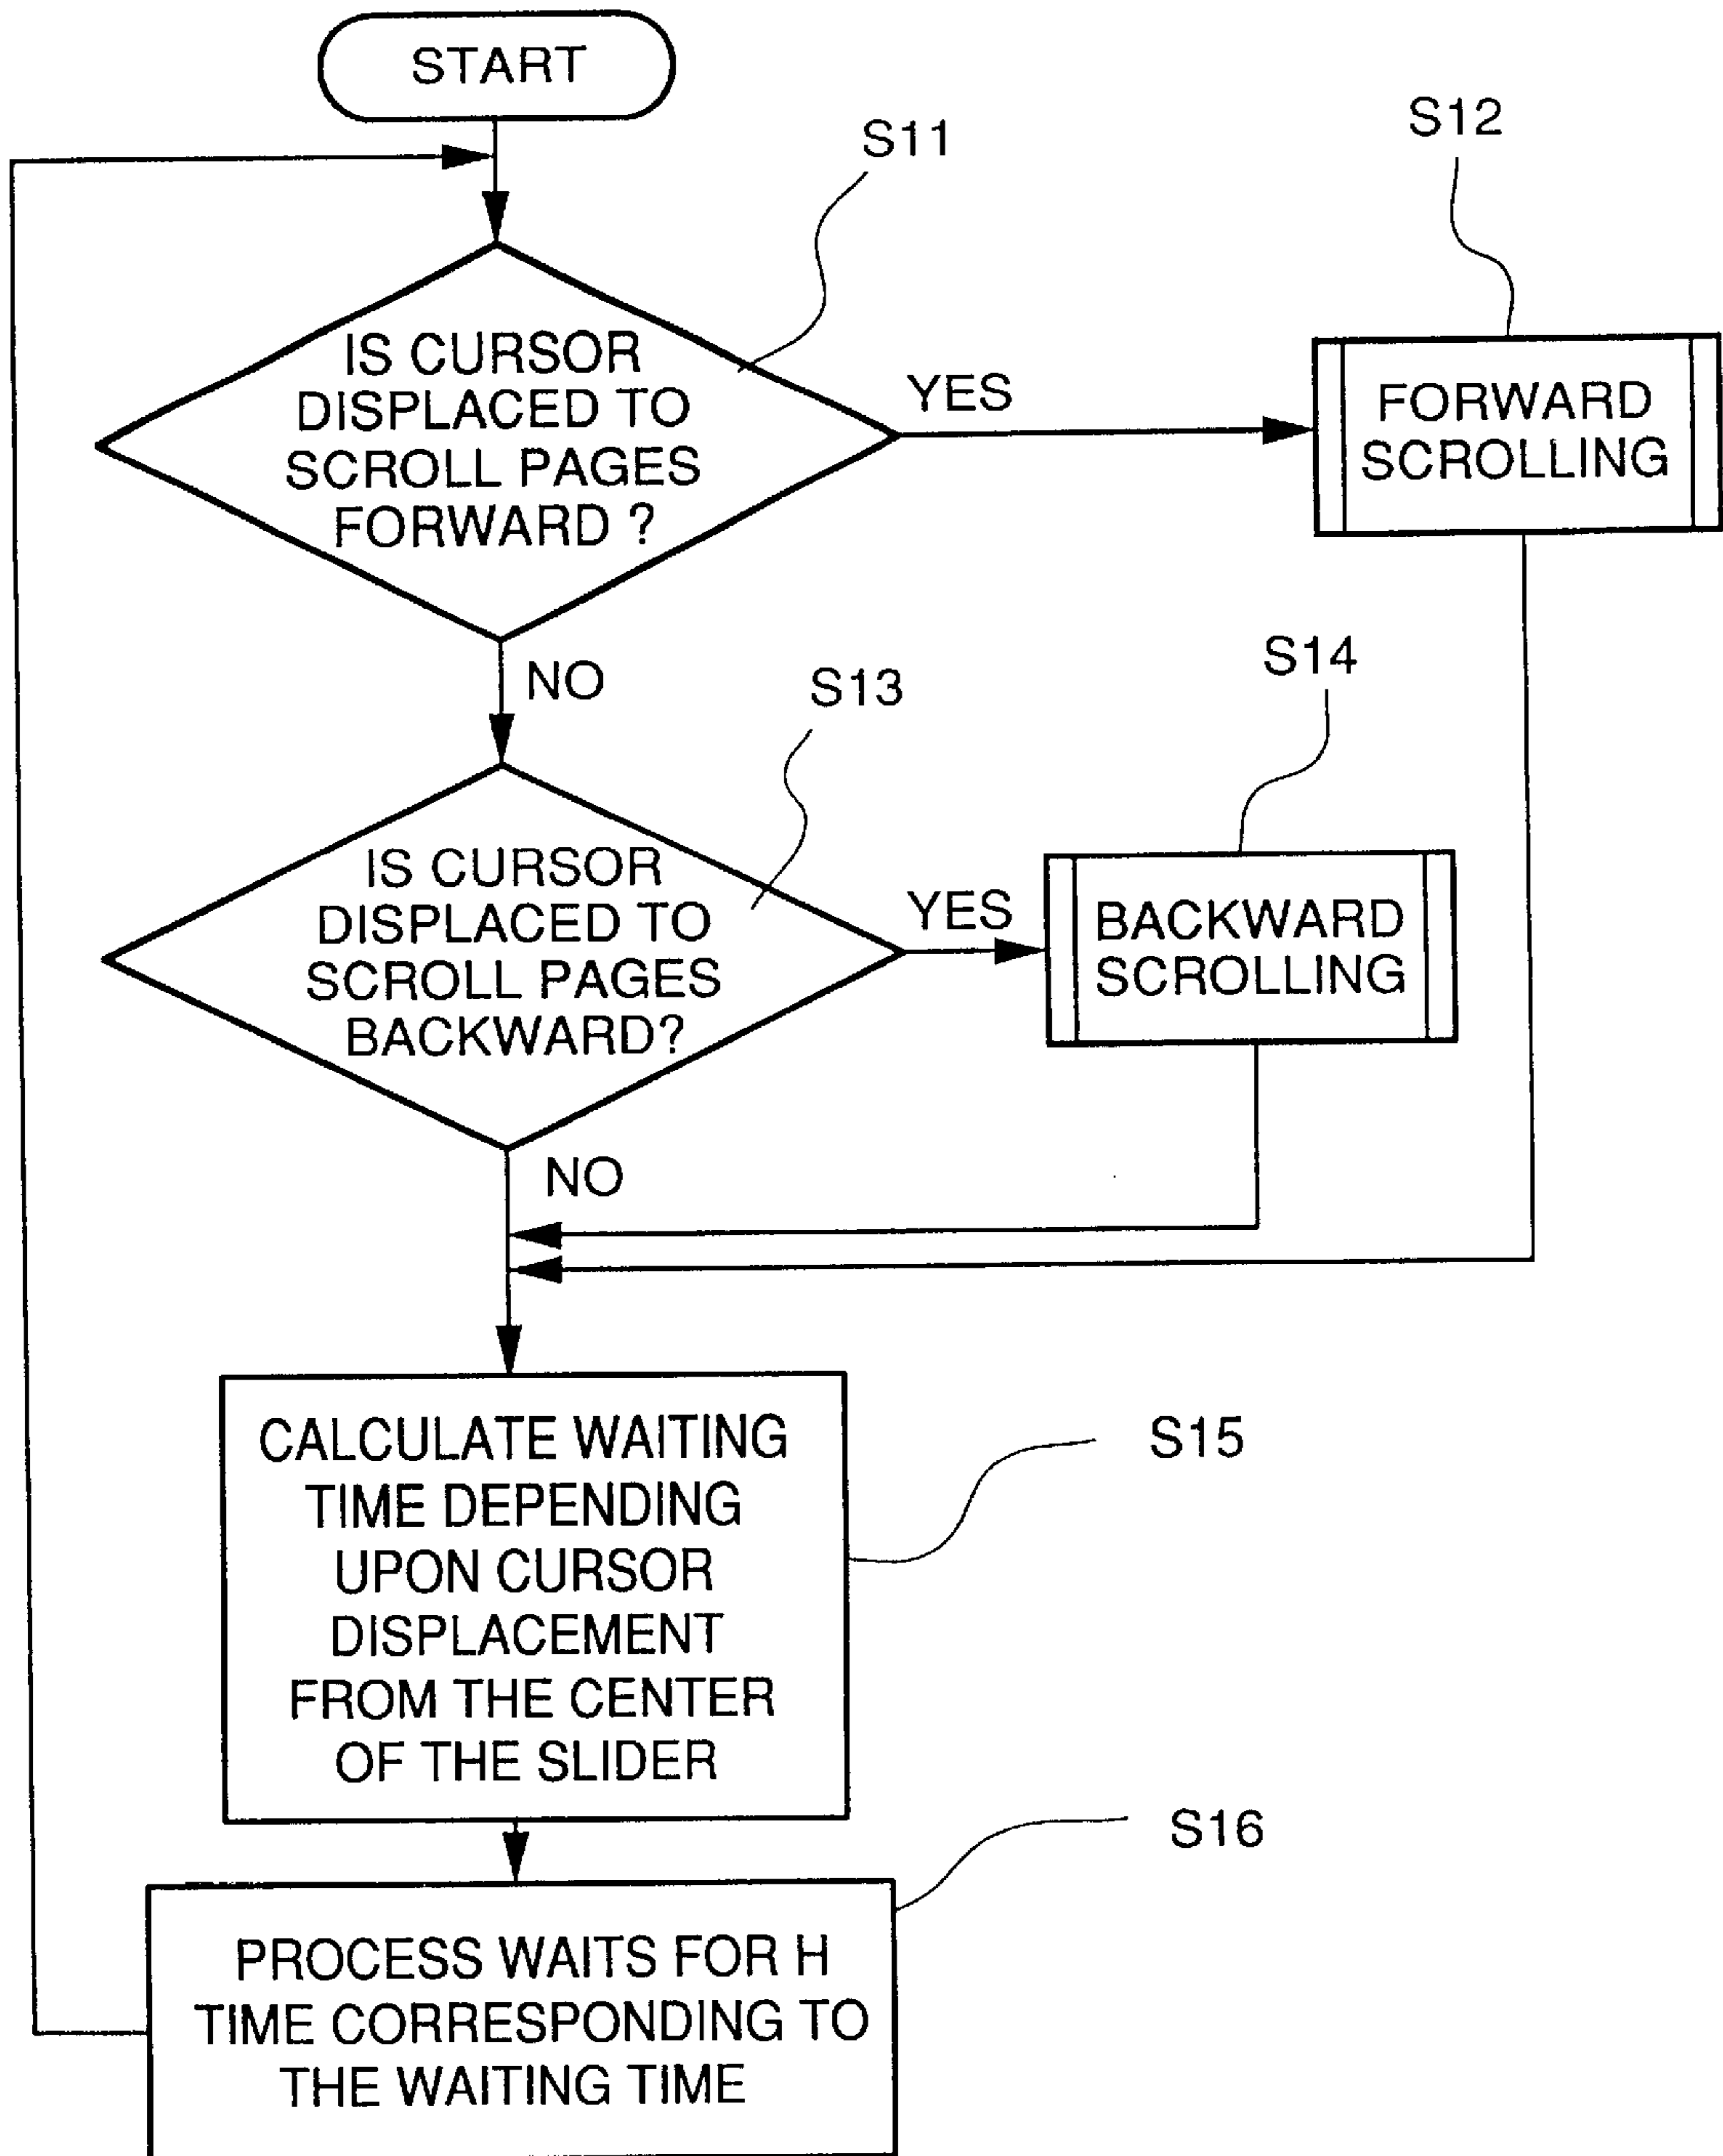 START
S11
S12
IS CURSOR
DISPLACED TO
SCROLL PAGES
FORWARD ?
YES
FORWARD
SCROLLING
NO
S13
S14
IS CURSOR
DISPLACED TO
SCROLL PAGES
BACKWARD?
YES
BACKWARD
SCROLLING
NO
CALCULATE WAITING
TIME DEPENDING
UPON CURSOR
DISPLACEMENT
FROM THE CENTER
OF THE SLIDER
S15
S16
PROCESS WAITS FOR H
TIME CORRESPONDING TO
THE WAITING TIME